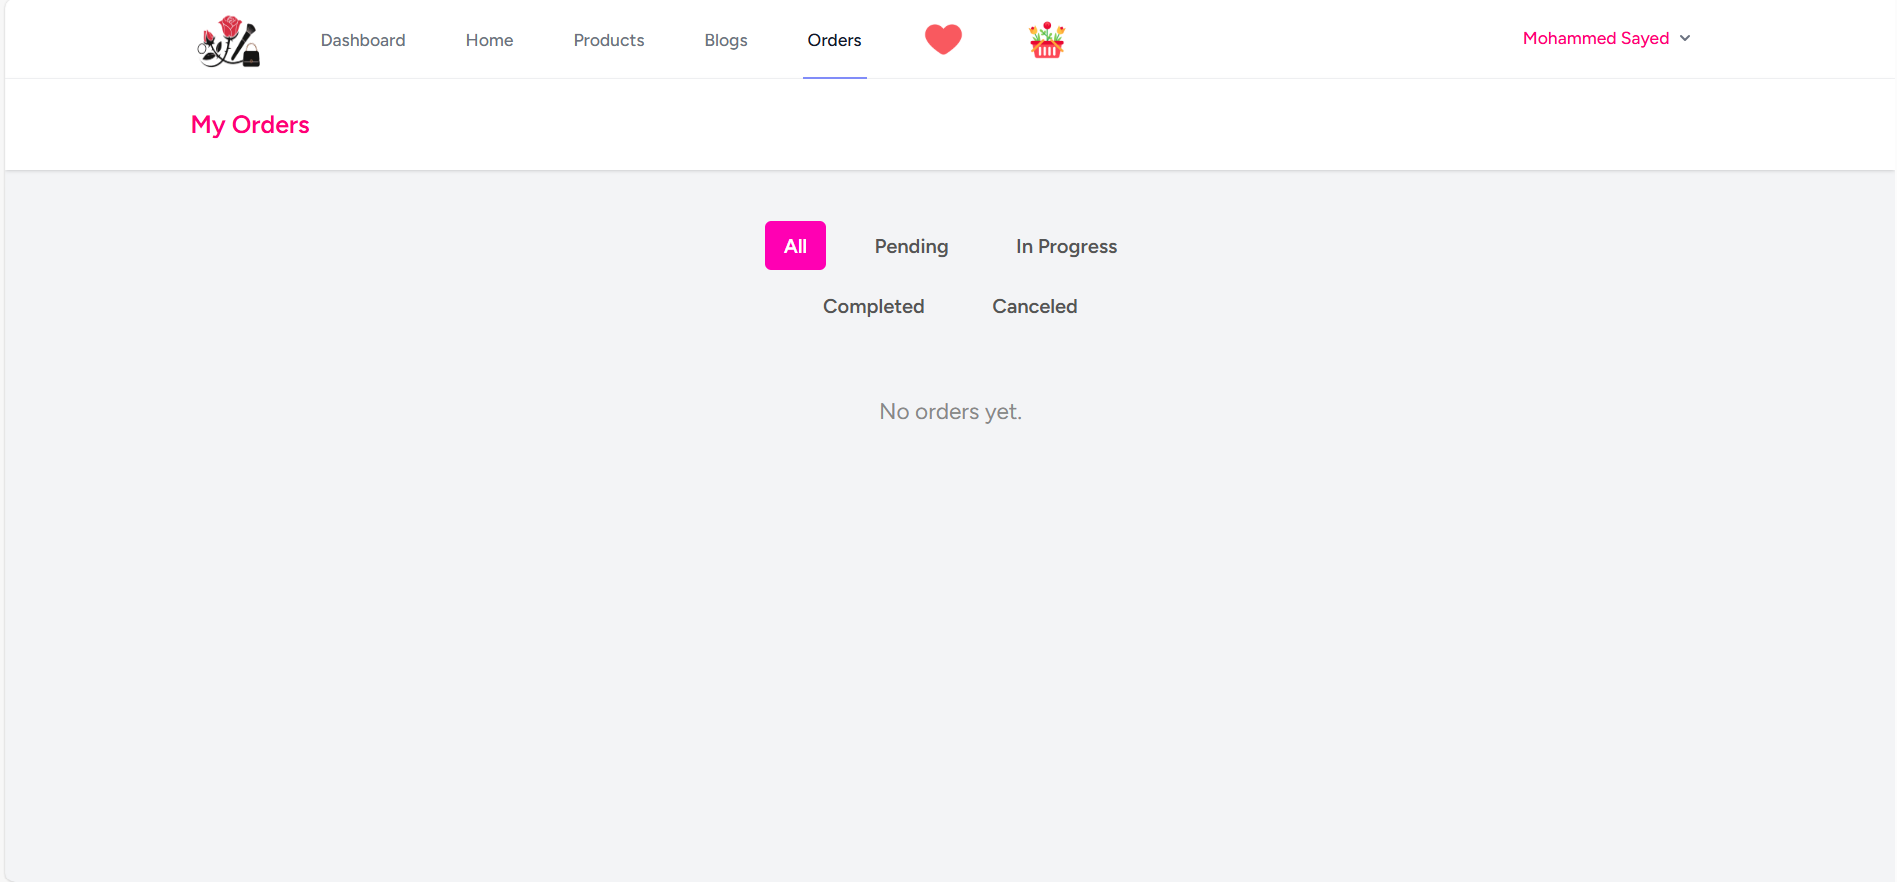 Dashboard Home Products Blogs Orders Mohammed Sayed
My Orders
All Pending In Progress
Completed Canceled
No orders yet.